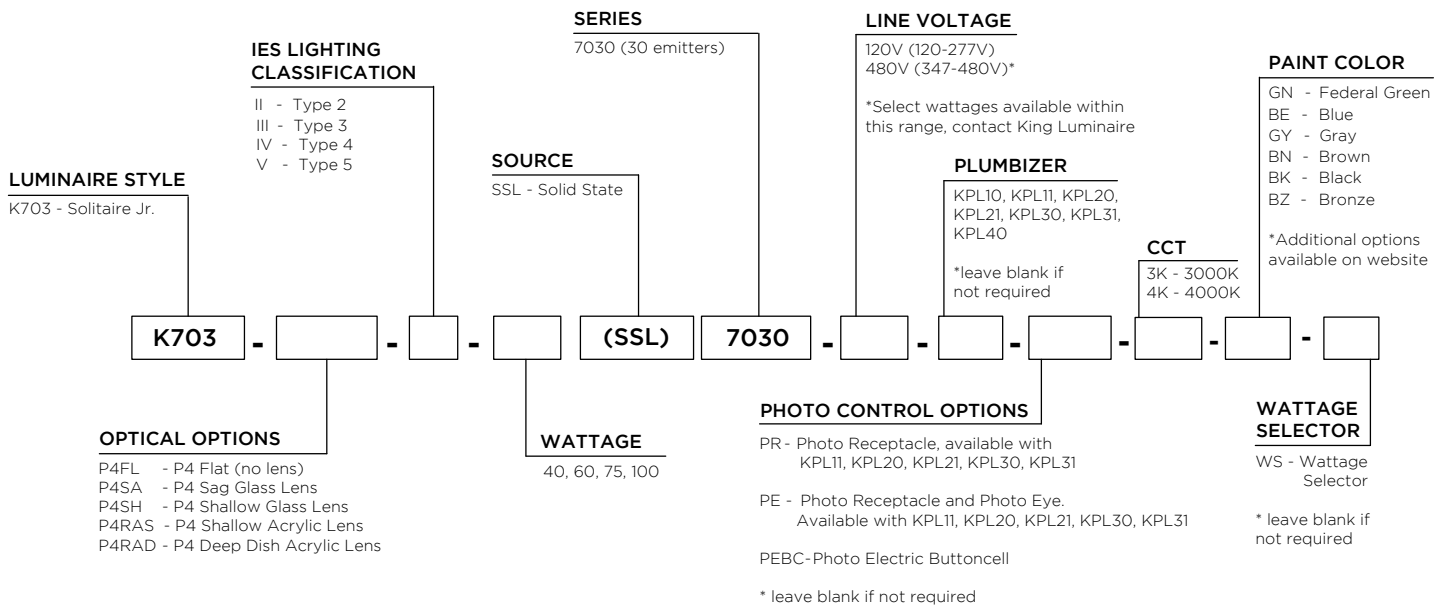 SERIES
7030 (30 emitters)
LINE VOLTAGE
120V (120-277V)
480V (347-480V)*
*Select wattages available within
this range, contact King Luminaire
IES LIGHTING
CLASSIFICATION
II - Type 2
III - Type 3
IV - Type 4
V - Type 5
PAINT COLOR
GN - Federal Green
BE - Blue
GY - Gray
BN - Brown
BK - Black
BZ - Bronze
*Additional options
available on website
SOURCE
SSL - Solid State
PLUMBIZER
KPL10, KPL11, KPL20,
KPL21, KPL30, KPL31,
KPL40
*leave blank if
not required
LUMINAIRE STYLE
K703 - Solitaire Jr.
CCT
3K - 3000K
4K - 4000K
K703 - - - (SSL) 7030 - - - - - -
OPTICAL OPTIONS
P4FL - P4 Flat (no lens)
P4SA - P4 Sag Glass Lens
P4SH - P4 Shallow Glass Lens
P4RAS - P4 Shallow Acrylic Lens
P4RAD - P4 Deep Dish Acrylic Lens
WATTAGE
40, 60, 75, 100
PHOTO CONTROL OPTIONS
PR - Photo Receptacle, available with
KPL11, KPL20, KPL21, KPL30, KPL31
PE - Photo Receptacle and Photo Eye.
Available with KPL11, KPL20, KPL21, KPL30, KPL31
PEBC-Photo Electric Buttoncell
* leave blank if not required
WATTAGE
SELECTOR
WS - Wattage
Selector
* leave blank if
not required